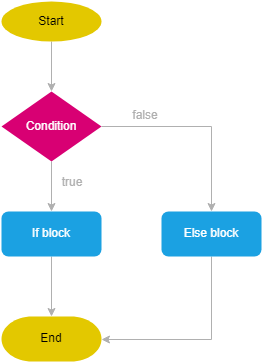 Start
Condition
false
true
If block
Else block
End